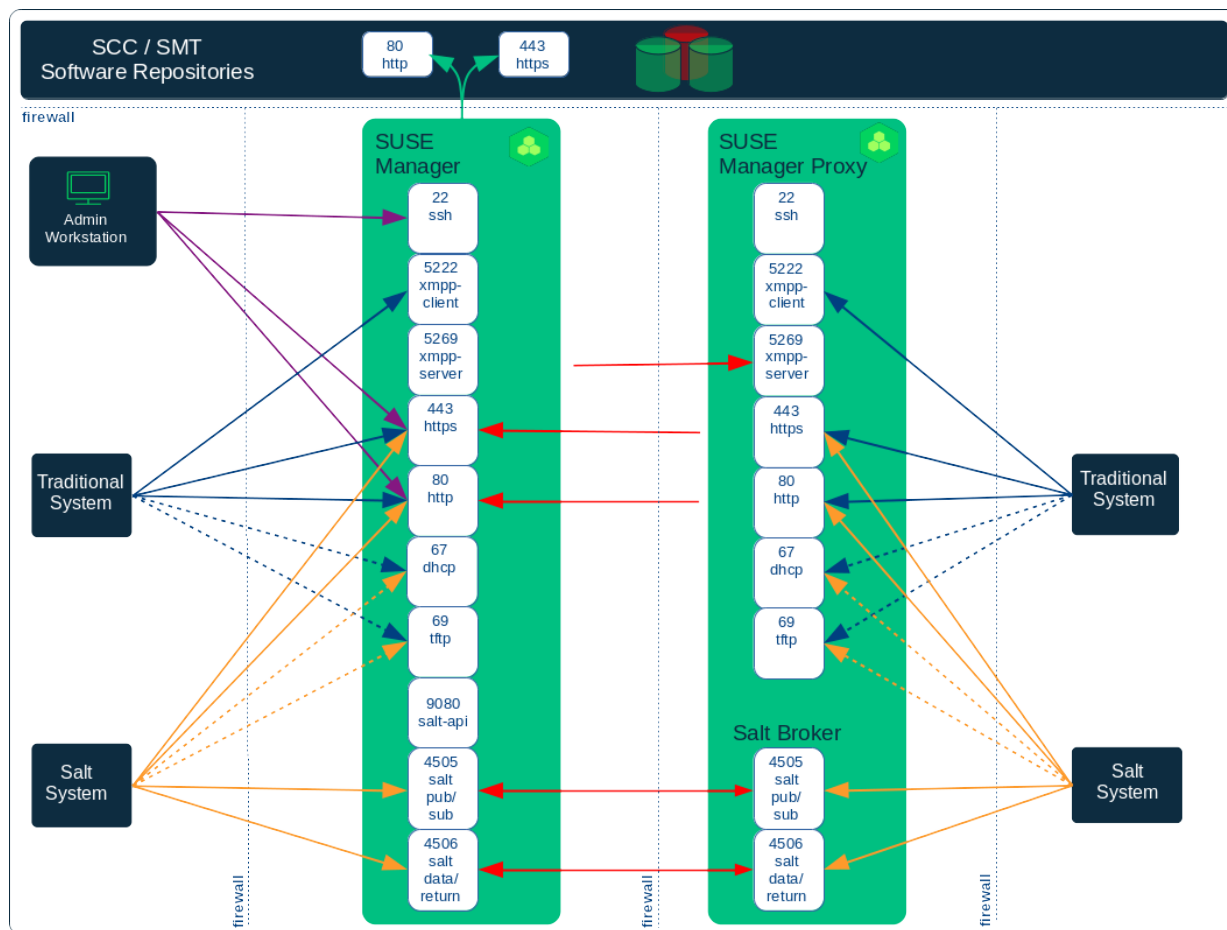 SCC / SMT
Software Repositories
80
http
443
https
firewall
Admin
Workstation
Traditional
System
Salt
System
firewall
SUSE
Manager
22
ssh
5222
xmpp-
client
5269
xmpp-
server
443
https
80
http
67
dhcp
69
tftp
9080
salt-api
4505
salt
pub/
sub
4506
salt
data/
return
firewall
SUSE
Manager Proxy
22
ssh
5222
xmpp-
client
5269
xmpp-
server
443
https
80
http
67
dhcp
69
tftp
Salt Broker
4505
salt
pub/
sub
4506
salt
data/
return
firewall
Traditional
System
Salt
System